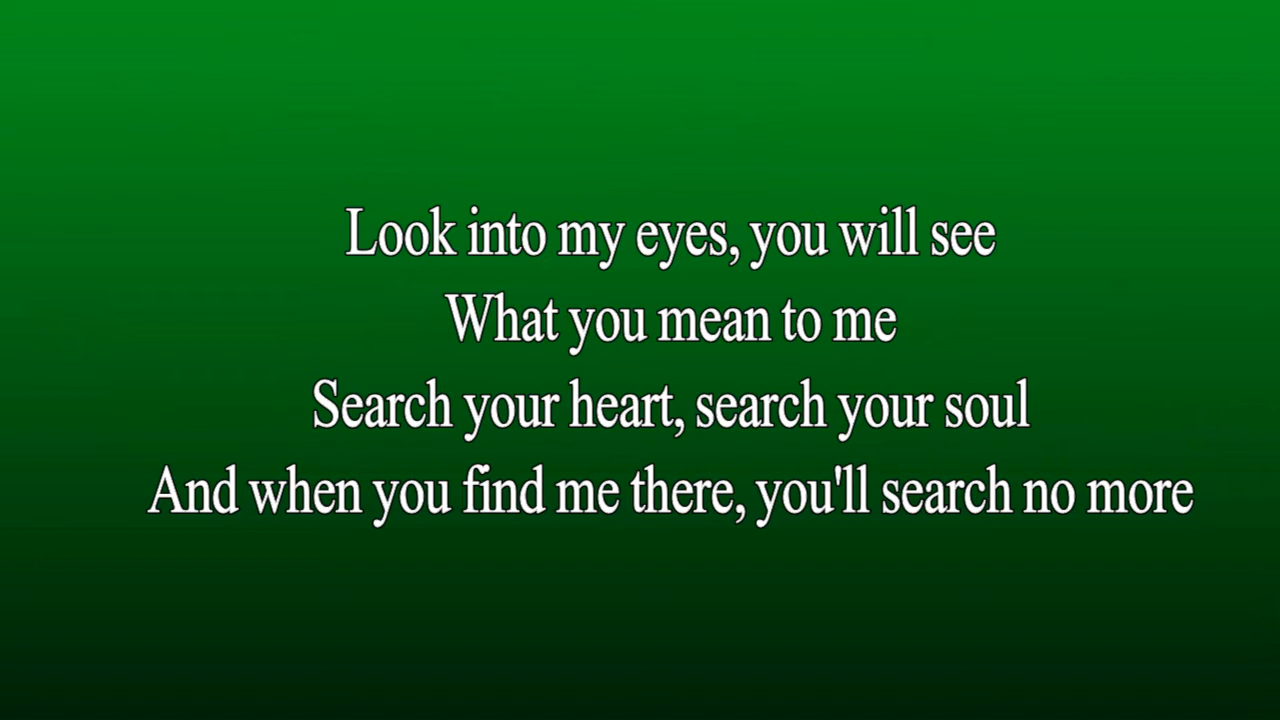 Look into my eyes, you will see
What you mean to me
Search your heart, search your soul
And when you find me there, you'll search no more